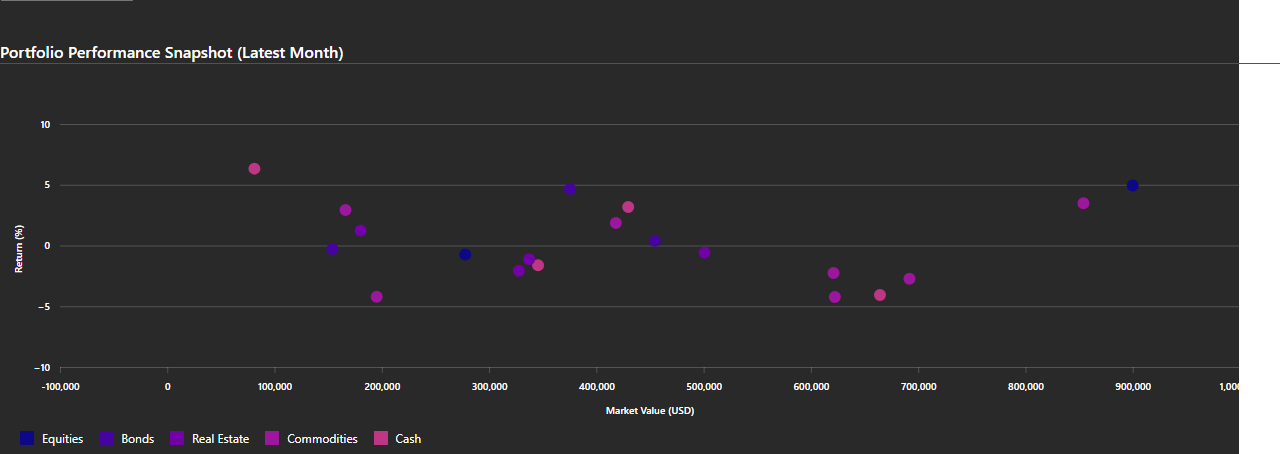 Portfolio Performance Snapshot (Latest Month)
10
5
0
−5
−10
Return (%)
-100,000
0
100,000
200,000
300,000
400,000
500,000
600,000
700,000
800,000
900,000
1,000
Market Value (USD)
Equities
Bonds
Real Estate
Commodities
Cash